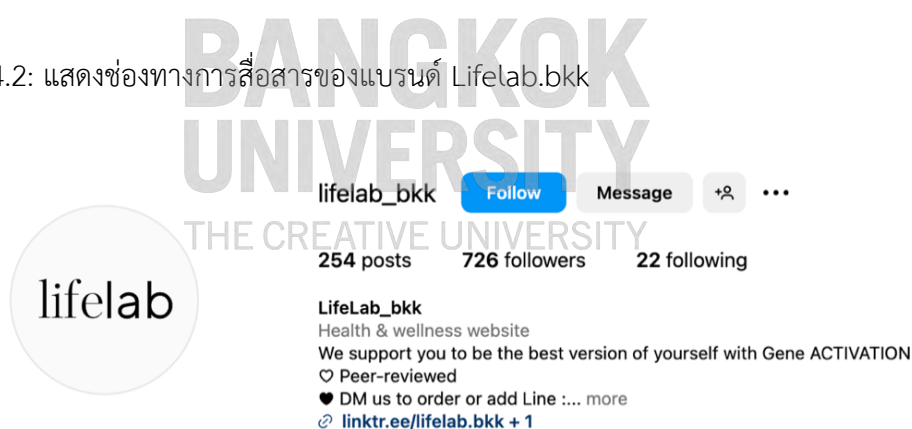 BANGKOK
4.2: แสดงช่องทางการสื่อสารของแบรนด์ Lifelab.bkk
UNIVERSITY
THE CREATIVE UNIVERSITY
lifelab_bkk Follow Message
254 posts 726 followers 22 following
lifelab
LifeLab_bkk
Health & wellness website
We support you to be the best version of yourself with Gene ACTIVATION
♡ Peer-reviewed
♥ DM us to order or add Line :... more
linktr.ee/lifelab.bkk + 1